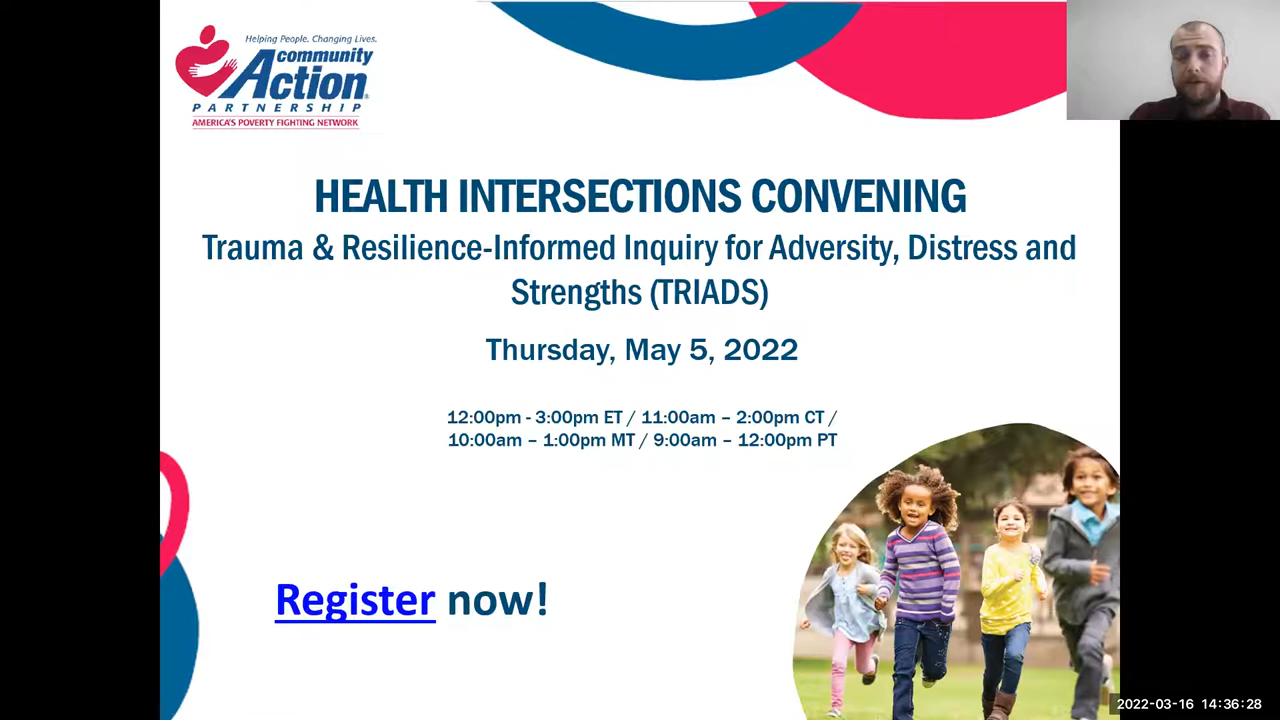 Helping People. Changing Lives.
community
Action®
PARTNERSHIP
AMERICA'S POVERTY FIGHTING NETWORK
HEALTH INTERSECTIONS CONVENING
Trauma & Resilience-Informed Inquiry for Adversity, Distress and
Strengths (TRIADS)
Thursday, May 5, 2022
12:00pm - 3:00pm ET / 11:00am – 2:00pm CT /
10:00am – 1:00pm MT / 9:00am – 12:00pm PT
Register now!
2022-03-16 14:36:28